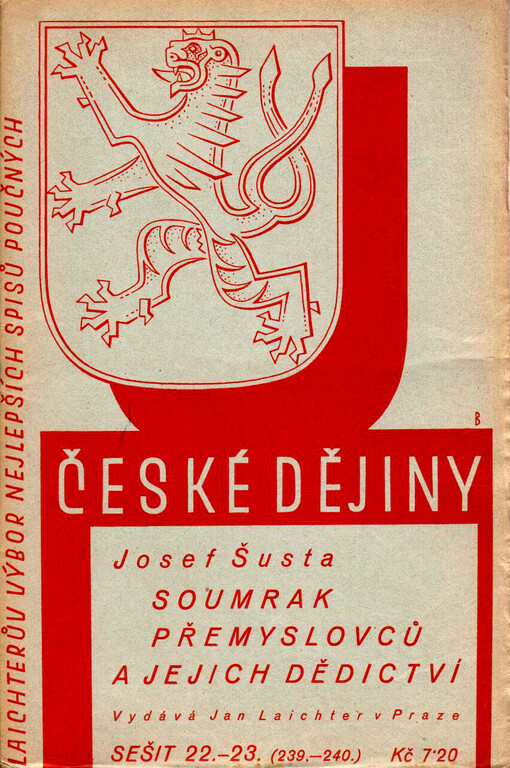 LAICHTERŮV VÝBOR NEJLEPŠÍCH SPISŮ POUČNÝCH
B
ČESKÉ DĚJINY
Josef Šusta
SOUMRAK
PŘEMYSLOVCŮ
A JEJICH DĚDICTVÍ
Vydává Jan Laichter v Praze
SEŠIT 22.–23. (239.–240.) Kč 7·20